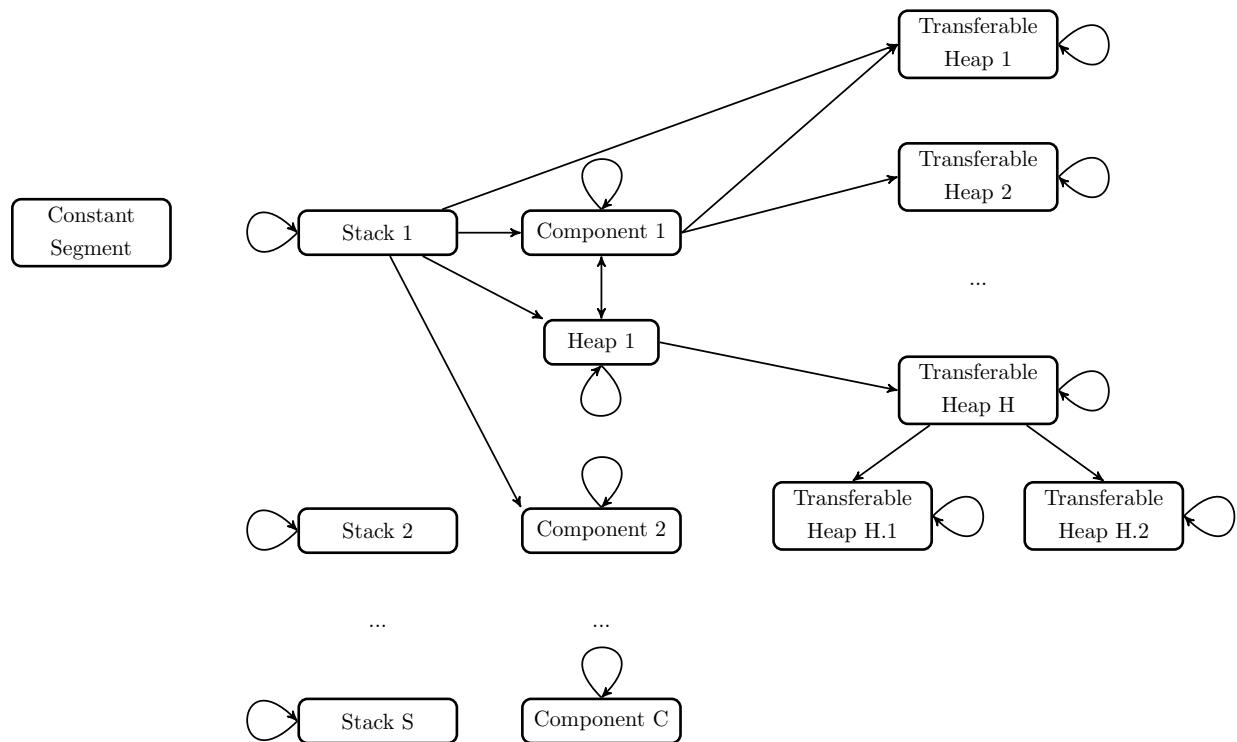 Transferable
Heap 1
Transferable
Heap 2
Constant
Segment
Stack 1
Component 1
...
Heap 1
Transferable
Heap H
Transferable
Heap H.1
Transferable
Heap H.2
Stack 2
Component 2
...
...
Stack S
Component C